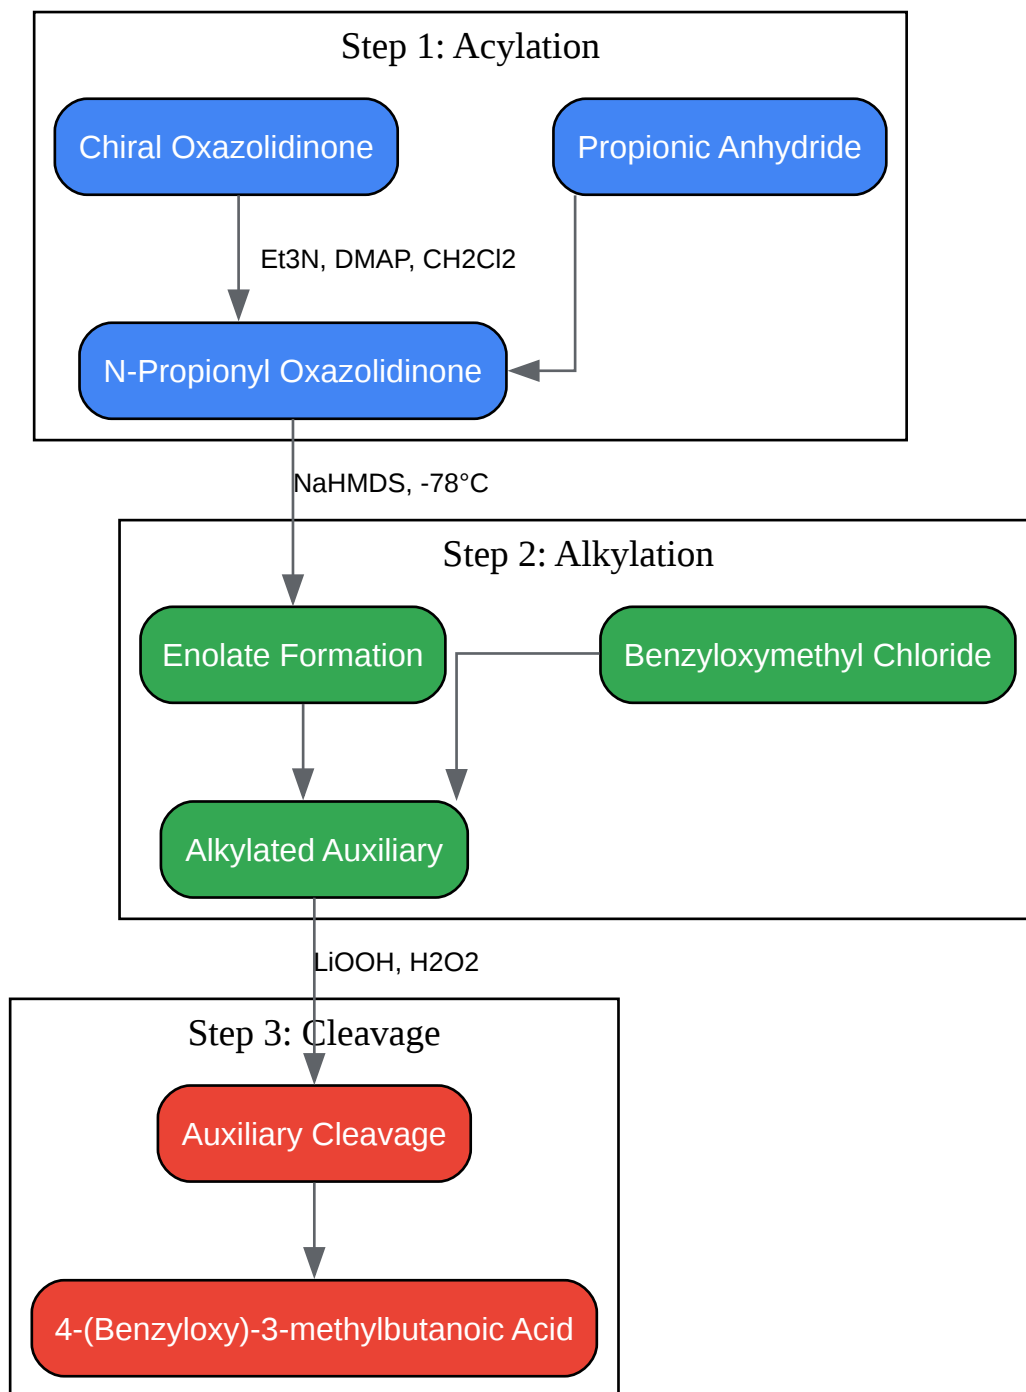 Step 1: Acylation
Chiral Oxazolidinone
Propionic Anhydride
Et3N, DMAP, CH2Cl2
N-Propionyl Oxazolidinone
NaHMDS, -78°C
Step 2: Alkylation
Enolate Formation
Benzyloxymethyl Chloride
Alkylated Auxiliary
LiOOH, H2O2
Step 3: Cleavage
Auxiliary Cleavage
4-(Benzyloxy)-3-methylbutanoic Acid